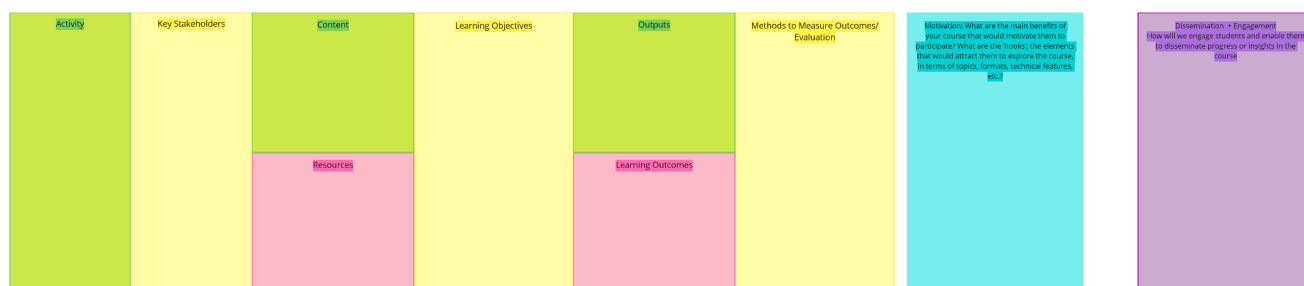 Activity
Key Stakeholders
Content
Learning Objectives
Outputs
Methods to Measure Outcomes/
Evaluation
Motivation: What are the main benefits of
your course that would motivate them to
participate? What are the 'hooks'; the elements
that would attract them to explore the course,
in terms of topics, formats, technical features,
etc.?
Dissemination + Engagement
How will we engage students and enable them
to disseminate progress or insights in the
course
Resources
Learning Outcomes